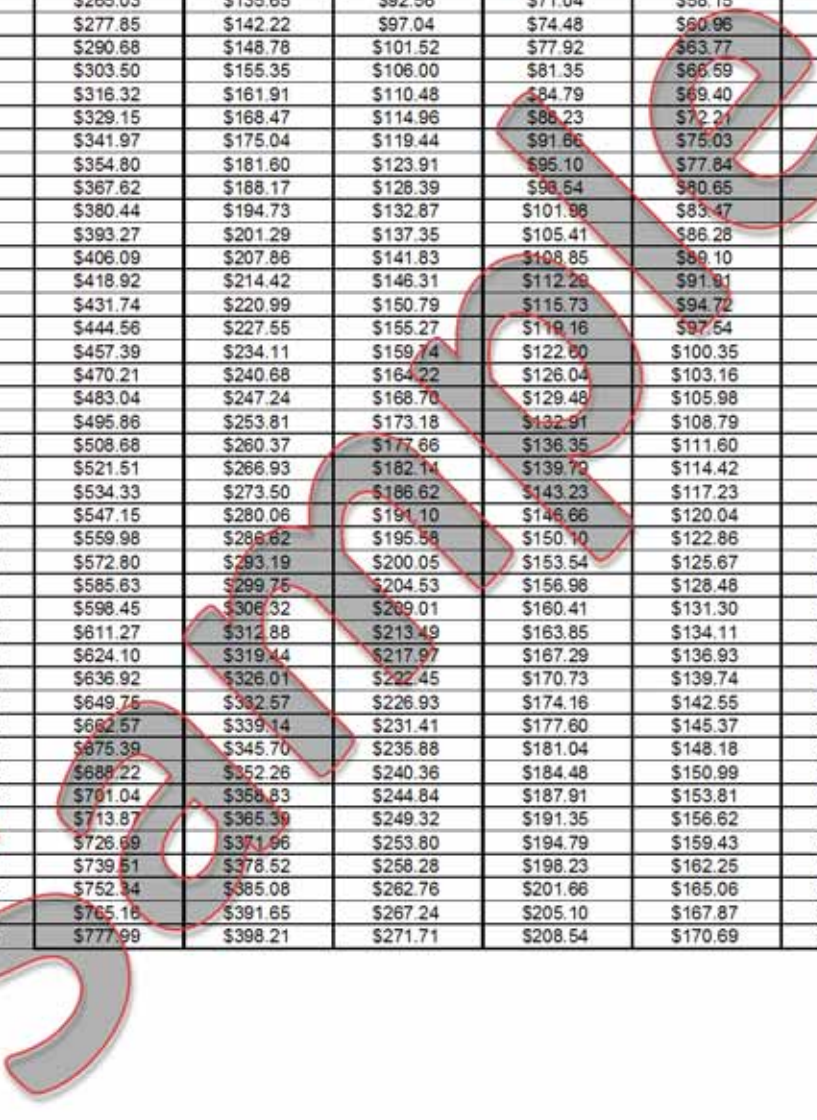 $265.03 $135.65 $92.56 $71.04 $58.15
$277.85 $142.22 $97.04 $74.48 $60.96
$290.68 $148.78 $101.52 $77.92 $63.77
$303.50 $155.35 $106.00 $81.35 $66.59
$316.32 $161.91 $110.48 $84.79 $69.40
$329.15 $168.47 $114.96 $88.23 $72.21
$341.97 $175.04 $119.44 $91.66 $75.03
$354.80 $181.60 $123.91 $95.10 $77.84
$367.62 $188.17 $128.39 $98.54 $80.65
$380.44 $194.73 $132.87 $101.98 $83.47
$393.27 $201.29 $137.35 $105.41 $86.28
$406.09 $207.86 $141.83 $108.85 $89.10
$418.92 $214.42 $146.31 $112.29 $91.91
$431.74 $220.99 $150.79 $115.73 $94.72
$444.56 $227.55 $155.27 $119.16 $97.54
$457.39 $234.11 $159.74 $122.60 $100.35
$470.21 $240.68 $164.22 $126.04 $103.16
$483.04 $247.24 $168.70 $129.48 $105.98
$495.86 $253.81 $173.18 $132.91 $108.79
$508.68 $260.37 $177.66 $136.35 $111.60
$521.51 $266.93 $182.14 $139.79 $114.42
$534.33 $273.50 $186.62 $143.23 $117.23
$547.15 $280.06 $191.10 $146.66 $120.04
$559.98 $286.62 $195.58 $150.10 $122.86
$572.80 $293.19 $200.05 $153.54 $125.67
$585.63 $299.75 $204.53 $156.98 $128.48
$598.45 $306.32 $209.01 $160.41 $131.30
$611.27 $312.88 $213.49 $163.85 $134.11
$624.10 $319.44 $217.97 $167.29 $136.93
$636.92 $326.01 $222.45 $170.73 $139.74
$649.75 $332.57 $226.93 $174.16 $142.55
$662.57 $339.14 $231.41 $177.60 $145.37
$675.39 $345.70 $235.88 $181.04 $148.18
$688.22 $352.26 $240.36 $184.48 $150.99
$701.04 $358.83 $244.84 $187.91 $153.81
$713.87 $365.39 $249.32 $191.35 $156.62
$726.69 $371.96 $253.80 $194.79 $159.43
$739.51 $378.52 $258.28 $198.23 $162.25
$752.34 $385.08 $262.76 $201.66 $165.06
$765.16 $391.65 $267.24 $205.10 $167.87
$777.99 $398.21 $271.71 $208.54 $170.69
Sample